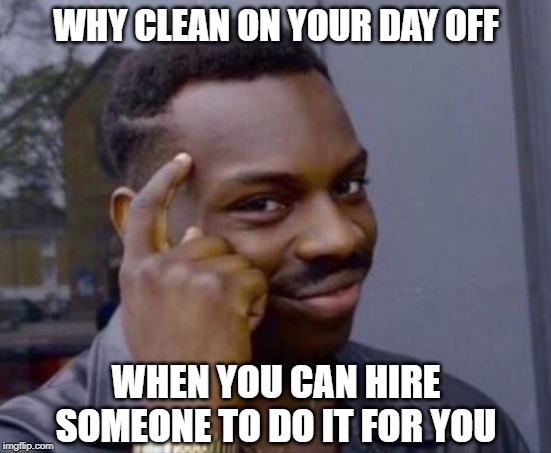 WHY CLEAN ON YOUR DAY OFF
WHEN YOU CAN HIRE
SOMEONE TO DO IT FOR YOU
imgflip.com